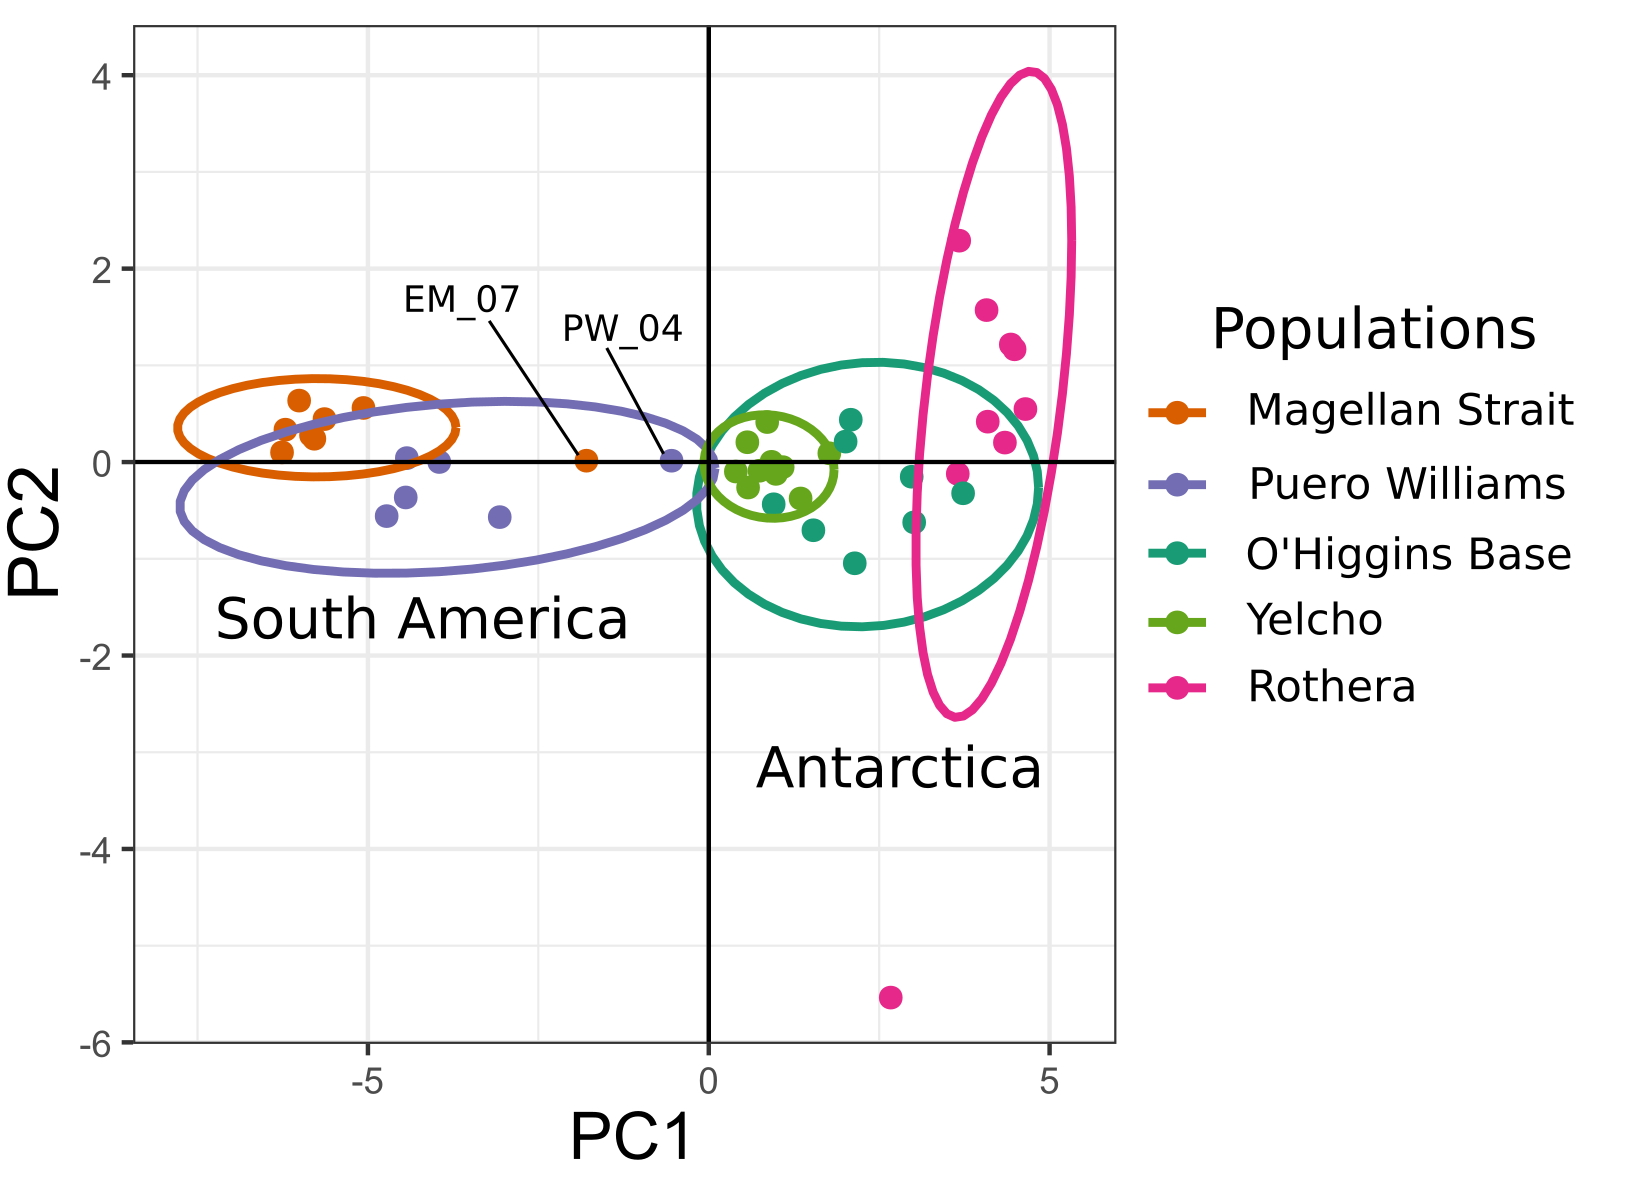 4
2
0
-2
-4
-6
PC2
EM_07
PW_04
South America
Antarctica
-5
0
5
PC1
Populations
Magellan Strait
Puero Williams
O'Higgins Base
Yelcho
Rothera